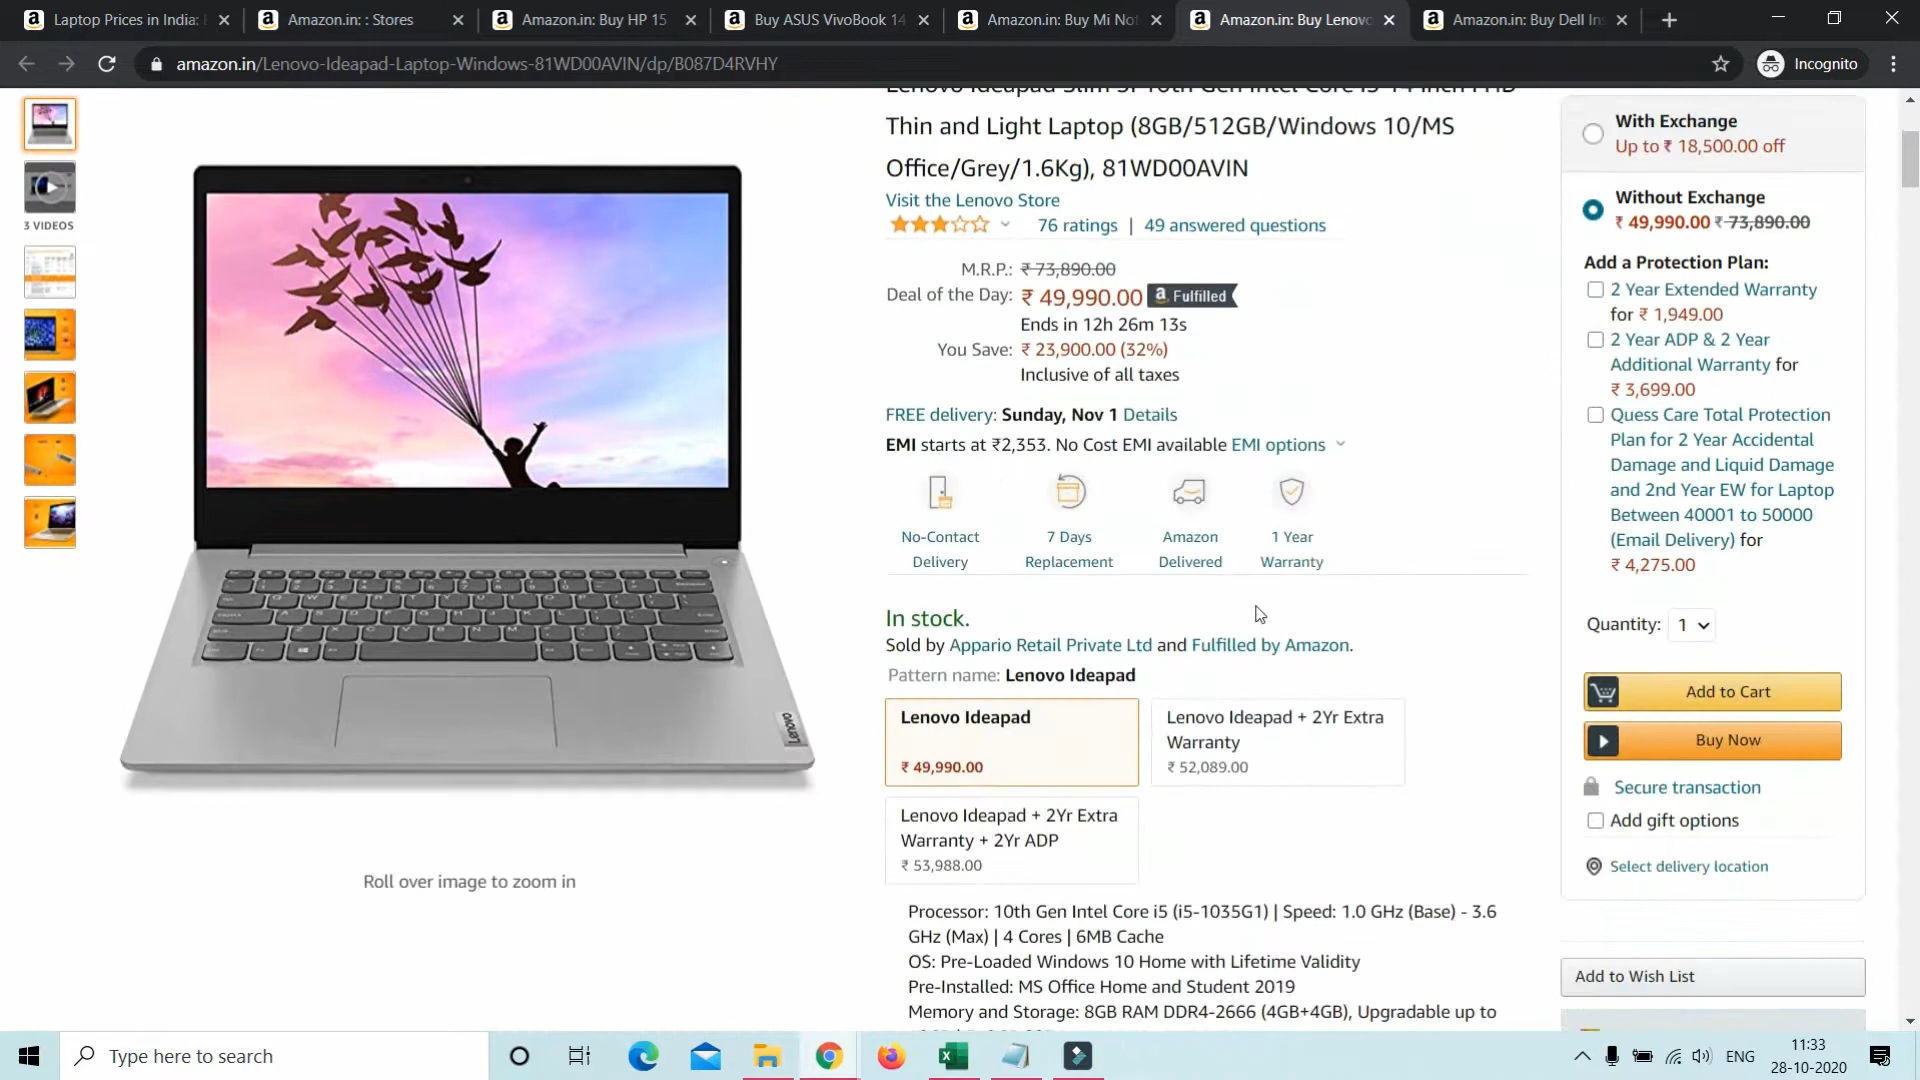 Laptop Prices in India:
Amazon.in: : Stores
Amazon.in: Buy HP 15
Buy ASUS VivoBook 14
Amazon.in: Buy Mi Not
Amazon.in: Buy Lenovo
Amazon.in: Buy Dell Ins
amazon.in/Lenovo-Ideapad-Laptop-Windows-81WD00AVIN/dp/B087D4RVHY
Incognito
3 VIDEOS
Lenovo
Roll over image to zoom in
Lenovo Ideapad Slim 3i 10th Gen Intel Core i5 14 inch FHD
Thin and Light Laptop (8GB/512GB/Windows 10/MS
Office/Grey/1.6Kg), 81WD00AVIN
Visit the Lenovo Store
76 ratings | 49 answered questions
M.R.P.: ₹ 73,890.00
Deal of the Day: ₹ 49,990.00 a Fulfilled
Ends in 12h 26m 13s
You Save: ₹ 23,900.00 (32%)
Inclusive of all taxes
FREE delivery: Sunday, Nov 1 Details
EMI starts at ₹2,353. No Cost EMI available EMI options
No-Contact
Delivery
7 Days
Replacement
Amazon
Delivered
1 Year
Warranty
In stock.
Sold by Appario Retail Private Ltd and Fulfilled by Amazon.
Pattern name: Lenovo Ideapad
Lenovo Ideapad
₹ 49,990.00
Lenovo Ideapad + 2Yr Extra
Warranty
₹ 52,089.00
Lenovo Ideapad + 2Yr Extra
Warranty + 2Yr ADP
₹ 53,988.00
Processor: 10th Gen Intel Core i5 (i5-1035G1) | Speed: 1.0 GHz (Base) - 3.6
GHz (Max) | 4 Cores | 6MB Cache
OS: Pre-Loaded Windows 10 Home with Lifetime Validity
Pre-Installed: MS Office Home and Student 2019
Memory and Storage: 8GB RAM DDR4-2666 (4GB+4GB), Upgradable up to
With Exchange
Up to ₹ 18,500.00 off
Without Exchange
₹ 49,990.00 ₹ 73,890.00
Add a Protection Plan:
2 Year Extended Warranty
for ₹ 1,949.00
2 Year ADP & 2 Year
Additional Warranty for
₹ 3,699.00
Quess Care Total Protection
Plan for 2 Year Accidental
Damage and Liquid Damage
and 2nd Year EW for Laptop
Between 40001 to 50000
(Email Delivery) for
₹ 4,275.00
Quantity: 1
Add to Cart
Buy Now
Secure transaction
Add gift options
Select delivery location
Add to Wish List
Type here to search
ENG
11:33
28-10-2020